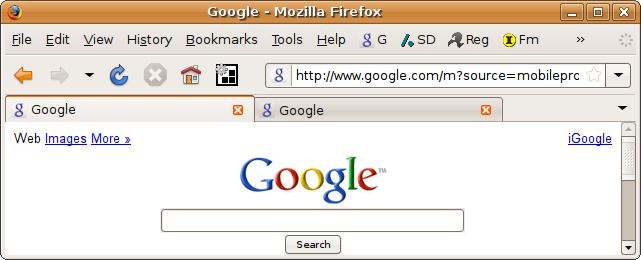 Google - Mozilla Firefox
File Edit View History Bookmarks Tools Help g G SD Reg Fm »
g http://www.google.com/m?source=mobilepro
g Google g Google
Web Images More » iGoogle
Google™
Search